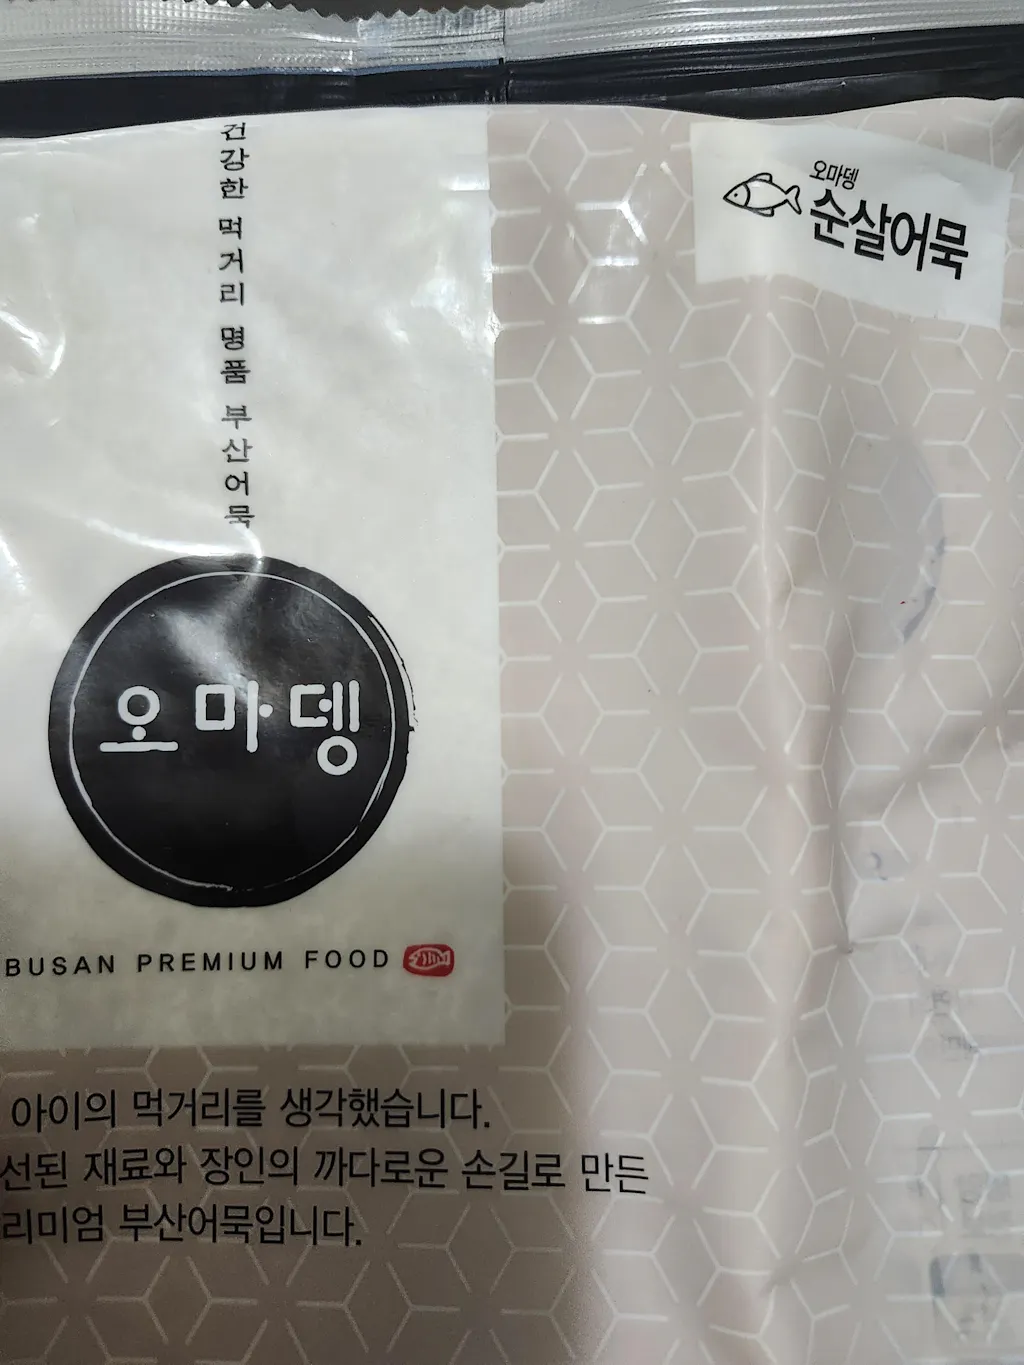 건강한 먹거리 명품 부산어묵
오마뎅
BUSAN PREMIUM FOOD
오마뎅
순살어묵
아이의 먹거리를 생각했습니다.
선된 재료와 장인의 까다로운 손길로 만든
리미엄 부산어묵입니다.